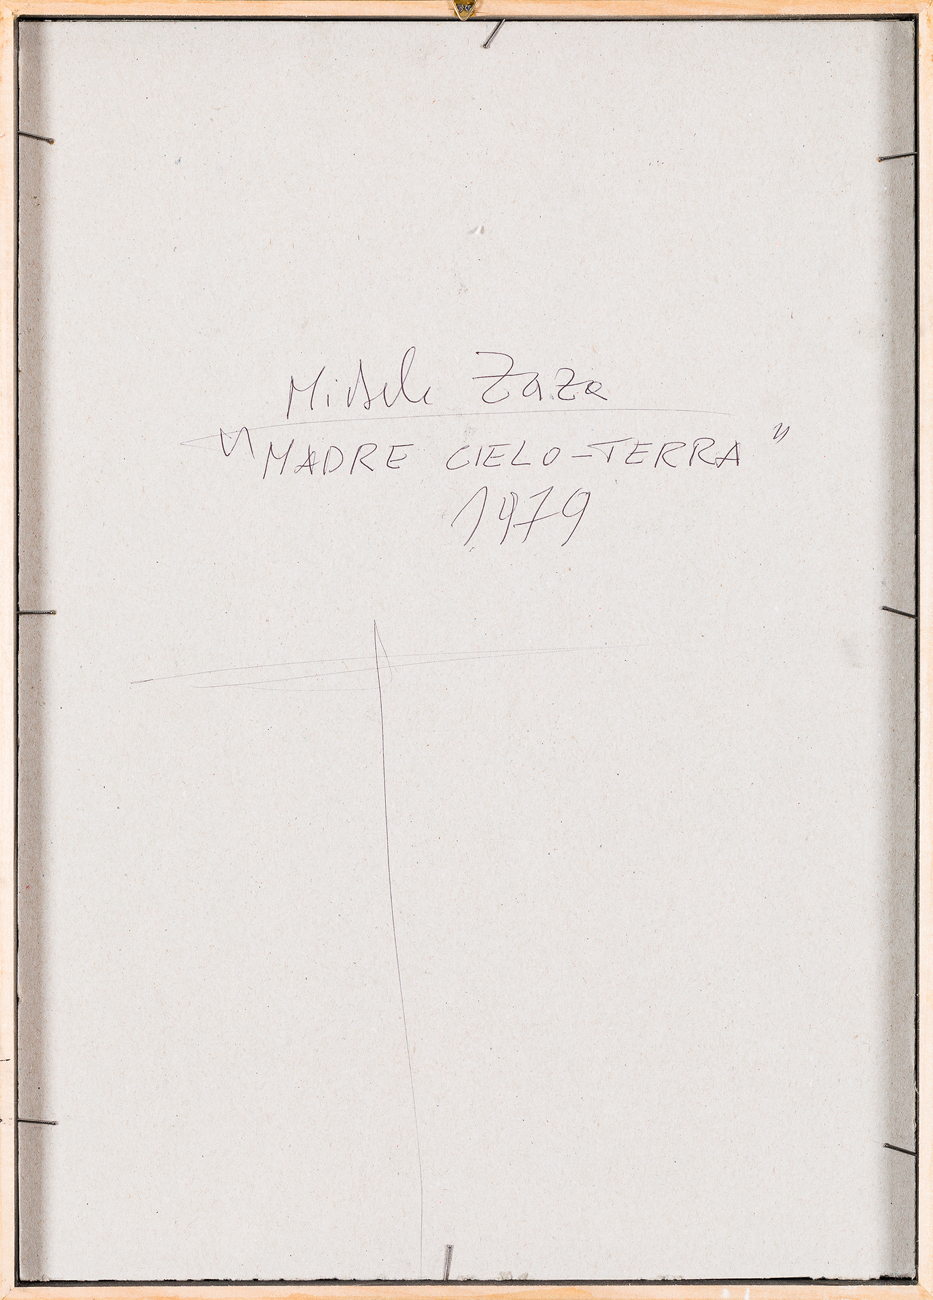 Michele Zaza
"MADRE CIELO-TERRA"
1979